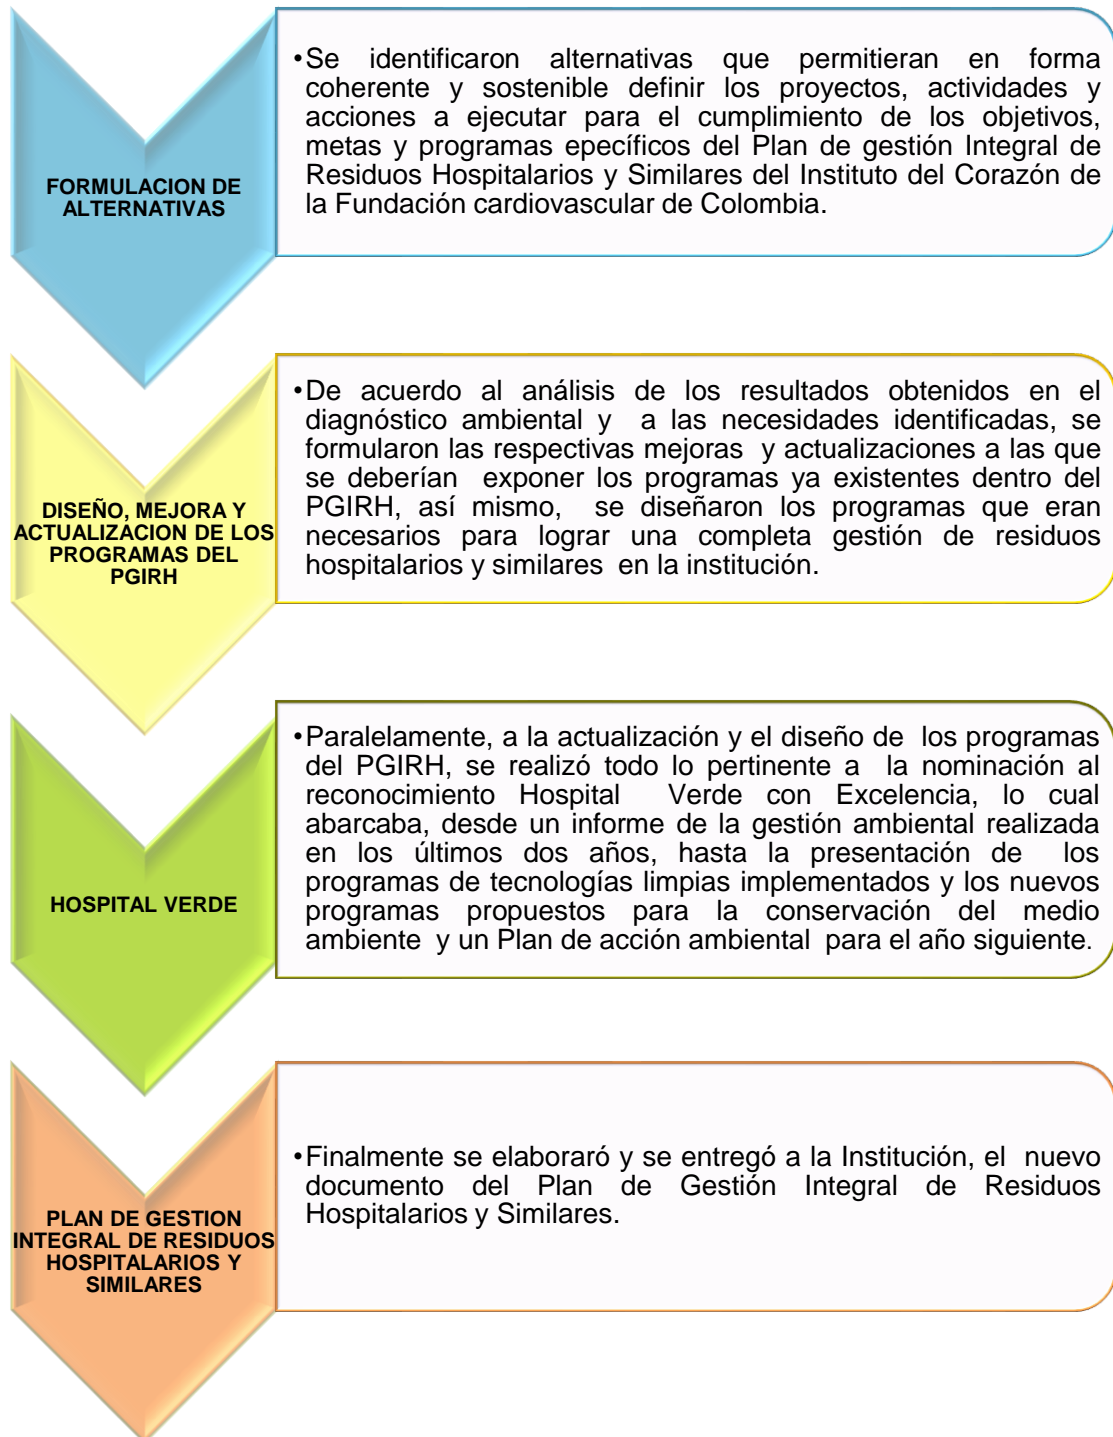 FORMULACION DE
ALTERNATIVAS
•Se identificaron alternativas que permitieran en forma
coherente y sostenible definir los proyectos, actividades y
acciones a ejecutar para el cumplimiento de los objetivos,
metas y programas epecíficos del Plan de gestión Integral de
Residuos Hospitalarios y Similares del Instituto del Corazón de
la Fundación cardiovascular de Colombia.
DISEÑO, MEJORA Y
ACTUALIZACION DE LOS
PROGRAMAS DEL
PGIRH
•De acuerdo al análisis de los resultados obtenidos en el
diagnóstico ambiental y a las necesidades identificadas, se
formularon las respectivas mejoras y actualizaciones a las que
se deberían exponer los programas ya existentes dentro del
PGIRH, así mismo, se diseñaron los programas que eran
necesarios para lograr una completa gestión de residuos
hospitalarios y similares en la institución.
HOSPITAL VERDE
•Paralelamente, a la actualización y el diseño de los programas
del PGIRH, se realizó todo lo pertinente a la nominación al
reconocimiento Hospital Verde con Excelencia, lo cual
abarcaba, desde un informe de la gestión ambiental realizada
en los últimos dos años, hasta la presentación de los
programas de tecnologías limpias implementados y los nuevos
programas propuestos para la conservación del medio
ambiente y un Plan de acción ambiental para el año siguiente.
PLAN DE GESTION
INTEGRAL DE RESIDUOS
HOSPITALARIOS Y
SIMILARES
•Finalmente se elaboraró y se entregó a la Institución, el nuevo
documento del Plan de Gestión Integral de Residuos
Hospitalarios y Similares.